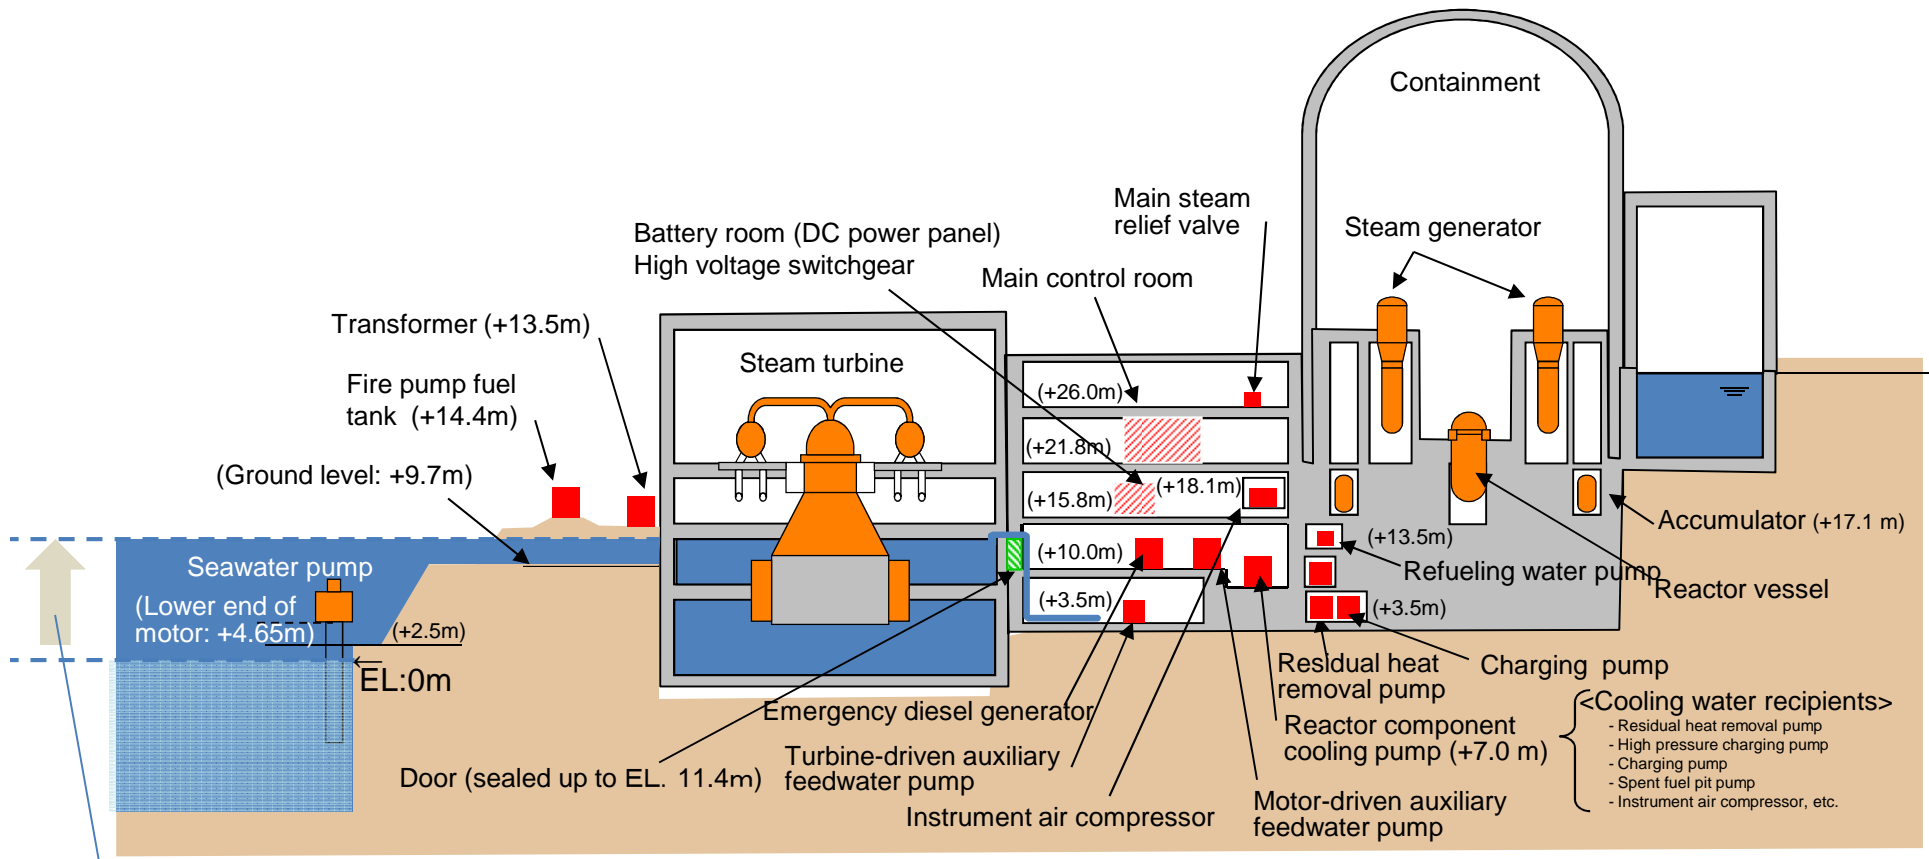 Containment
Main steam
relief valve
Steam generator
Battery room (DC power panel)
High voltage switchgear
Main control room
Transformer (+13.5m)
Steam turbine
Fire pump fuel
tank (+14.4m)
(+26.0m)
(+21.8m)
(Ground level: +9.7m)
(+18.1m)
(+15.8m)
Accumulator (+17.1 m)
(+13.5m)
(+10.0m)
Refueling water pump
Seawater pump
Reactor vessel
(Lower end of
motor: +4.65m)
(+2.5m)
(+3.5m)
(+3.5m)
EL:0m
Residual heat
removal pump
Charging pump
Emergency diesel generator
Reactor component
cooling pump (+7.0 m)
<Cooling water recipients>
- Residual heat removal pump
- High pressure charging pump
- Charging pump
- Spent fuel pit pump
- Instrument air compressor, etc.
Door (sealed up to EL. 11.4m)
Turbine-driven auxiliary
feedwater pump
Instrument air compressor
Motor-driven auxiliary
feedwater pump